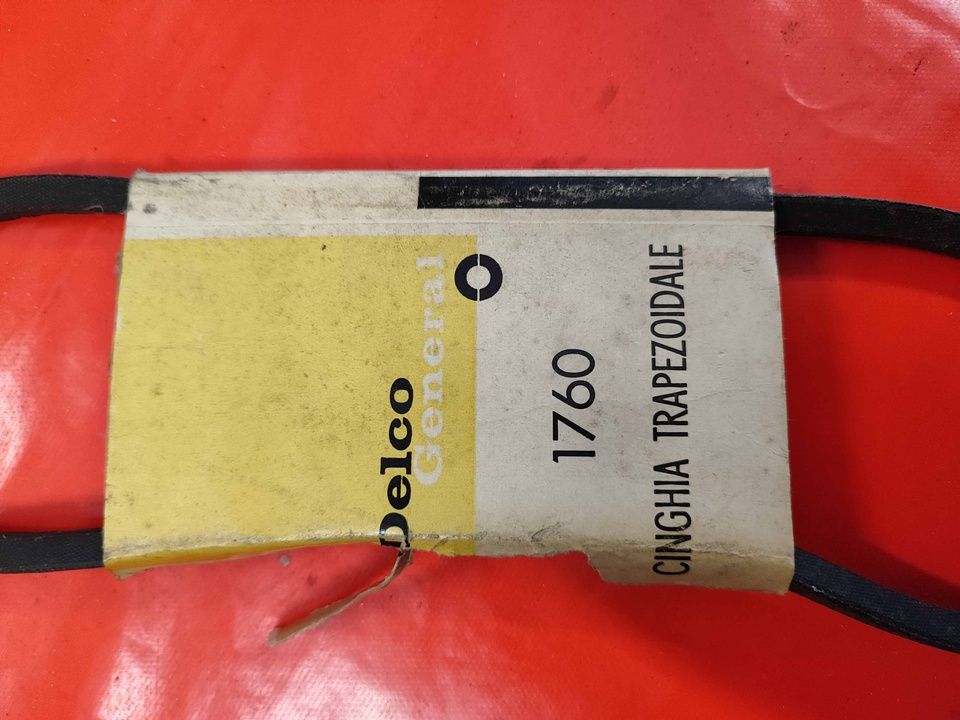 Delco
General
1760
CINGHIA TRAPEZOIDALE